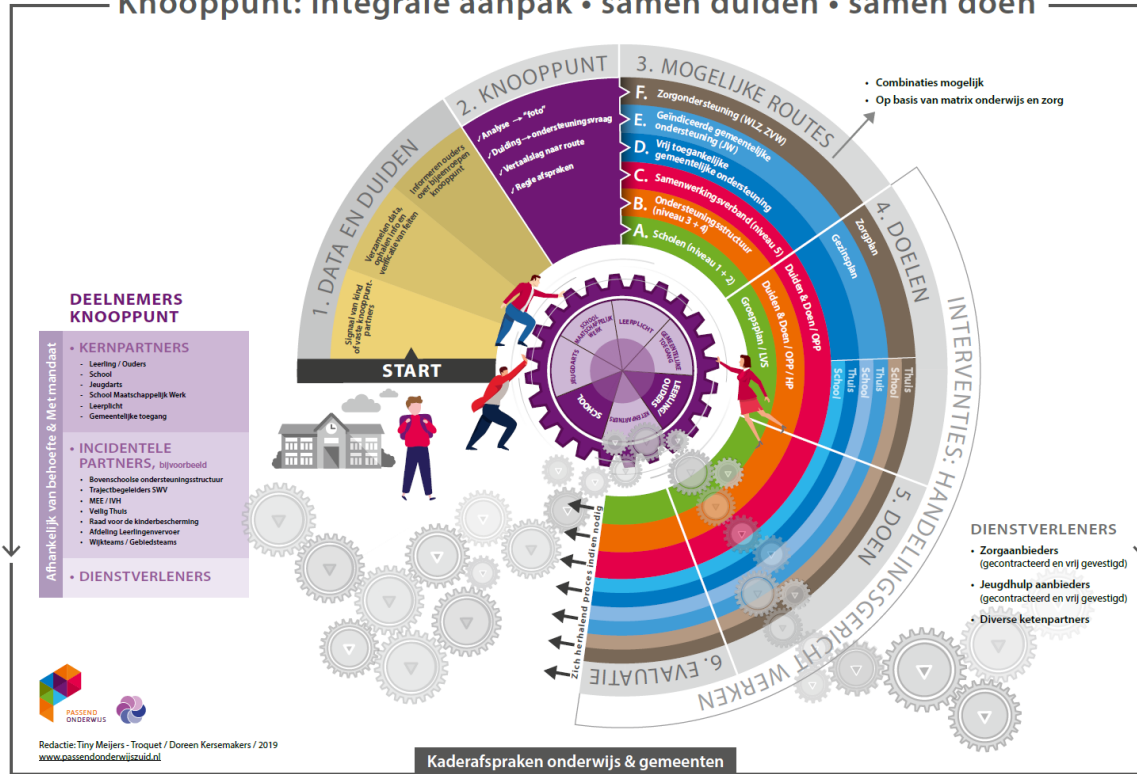 Knooppunt: integrale aanpak • samen duiden • samen doen
1. DATA EN DUIDEN
2. KNOOPPUNT
3. MOGELIJKE ROUTES
4. DOELEN
5. DOEN
6. EVALUATIE
INTERVENTIES: HANDELINGSGERICHT WERKEN
• Combinaties mogelijk
• Op basis van matrix onderwijs en zorg
Signaal van kind
of vaste knooppunt-
partners
Verzamelen data,
ophalen info en
verificatie van feiten
Informeren ouders
over bijeenroepen
knooppunt
START
✓ Analyse → "foto"
✓ Duiding → ondersteuningsvraag
✓ Vertaalslag naar route
✓ Regie afspraken
F. Zorgondersteuning (WLZ, ZVW)
E. Geïndiceerde gemeentelijke
ondersteuning (JW)
D. Vrij toegankelijke
gemeentelijke ondersteuning
C. Samenwerkingsverband (niveau 5)
B. Ondersteuningsstructuur
(niveau 3 + 4)
A. Scholen (niveau 1 + 2)
Zorgplan
Gezinsplan
Duiden & Doen / OPP
Duiden & Doen / OPP / HP
Groepsplan / LVS
School
Thuis
School
Thuis
School
Thuis
SCHOOL
MAATSCHAPPELIJK
WERK
LEERPLICHT
GEMEENTELIJKE
TOEGANG
LEERLING/
OUDERS
KETENPARTNERS
SCHOOL
JEUGDARTS
Zich herhalend proces indien nodig
DEELNEMERS
KNOOPPUNT
Afhankelijk van behoefte & Met mandaat
• KERNPARTNERS
- Leerling / Ouders
- School
- Jeugdarts
- School Maatschappelijk Werk
- Leerplicht
- Gemeentelijke toegang
• INCIDENTELE
PARTNERS, bijvoorbeeld
• Bovenschoolse ondersteuningsstructuur
• Trajectbegeleiders SWV
• MEE / IVH
• Veilig Thuis
• Raad voor de kinderbescherming
• Afdeling Leerlingenvervoer
• Wijkteams / Gebiedsteams
• DIENSTVERLENERS
DIENSTVERLENERS
• Zorgaanbieders
(gecontracteerd en vrij gevestigd)
• Jeugdhulp aanbieders
(gecontracteerd en vrij gevestigd)
• Diverse ketenpartners
PASSEND
ONDERWIJS
Redactie: Tiny Meijers - Troquet / Doreen Kersemakers / 2019
www.passendonderwijszuid.nl
Kaderafspraken onderwijs & gemeenten